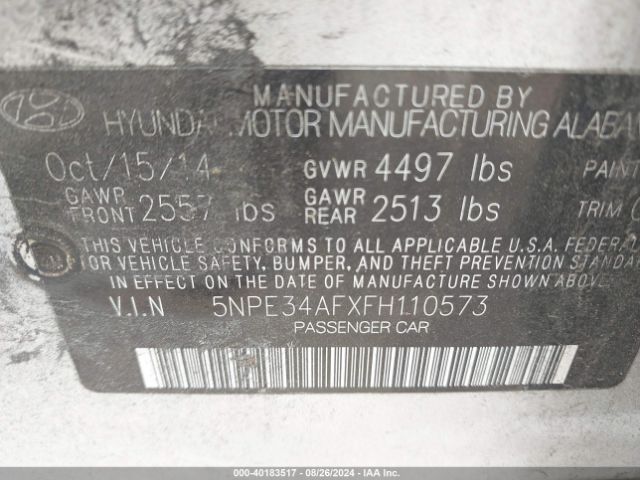 MANUFACTURED BY
HYUNDAI MOTOR MANUFACTURING ALABA
Oct/15/14 GVWR 4497 lbs PAINT
GAWR FRONT 2557 lbs GAWR REAR 2513 lbs TRIM
THIS VEHICLE CONFORMS TO ALL APPLICABLE U.S.A. FEDERA
OR VEHICLE SAFETY, BUMPER, AND THEFT PREVENTION STANDA
IN EFFECT ON THE DATE OF MANUFACTURE SHOWN ABOVE.
V.I.N 5NPE34AFXFH110573
PASSENGER CAR
000-40183517 - 08/26/2024 - IAA Inc.